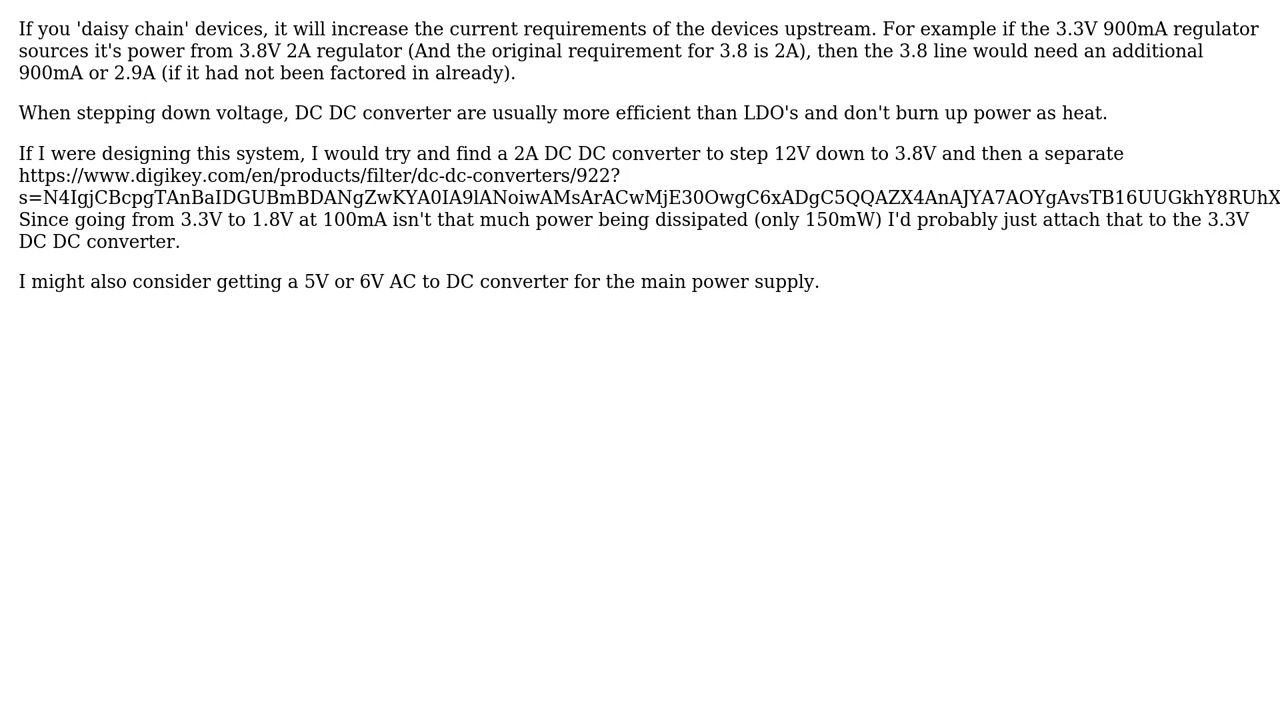 If you 'daisy chain' devices, it will increase the current requirements of the devices upstream. For example if the 3.3V 900mA regulator
sources it's power from 3.8V 2A regulator (And the original requirement for 3.8 is 2A), then the 3.8 line would need an additional
900mA or 2.9A (if it had not been factored in already).
When stepping down voltage, DC DC converter are usually more efficient than LDO's and don't burn up power as heat.
If I were designing this system, I would try and find a 2A DC DC converter to step 12V down to 3.8V and then a separate
https://www.digikey.com/en/products/filter/dc-dc-converters/922?
s=N4IgjCBcpgTAnBaIDGUBmBDANgZwKYA0IA9lANoiwAMsArACwMjE30OwgC6xADgC5QQAZX4AnAJYA7AOYgAvsTB16UUGkhY8RUhX
Since going from 3.3V to 1.8V at 100mA isn't that much power being dissipated (only 150mW) I'd probably just attach that to the 3.3V
DC DC converter.
I might also consider getting a 5V or 6V AC to DC converter for the main power supply.